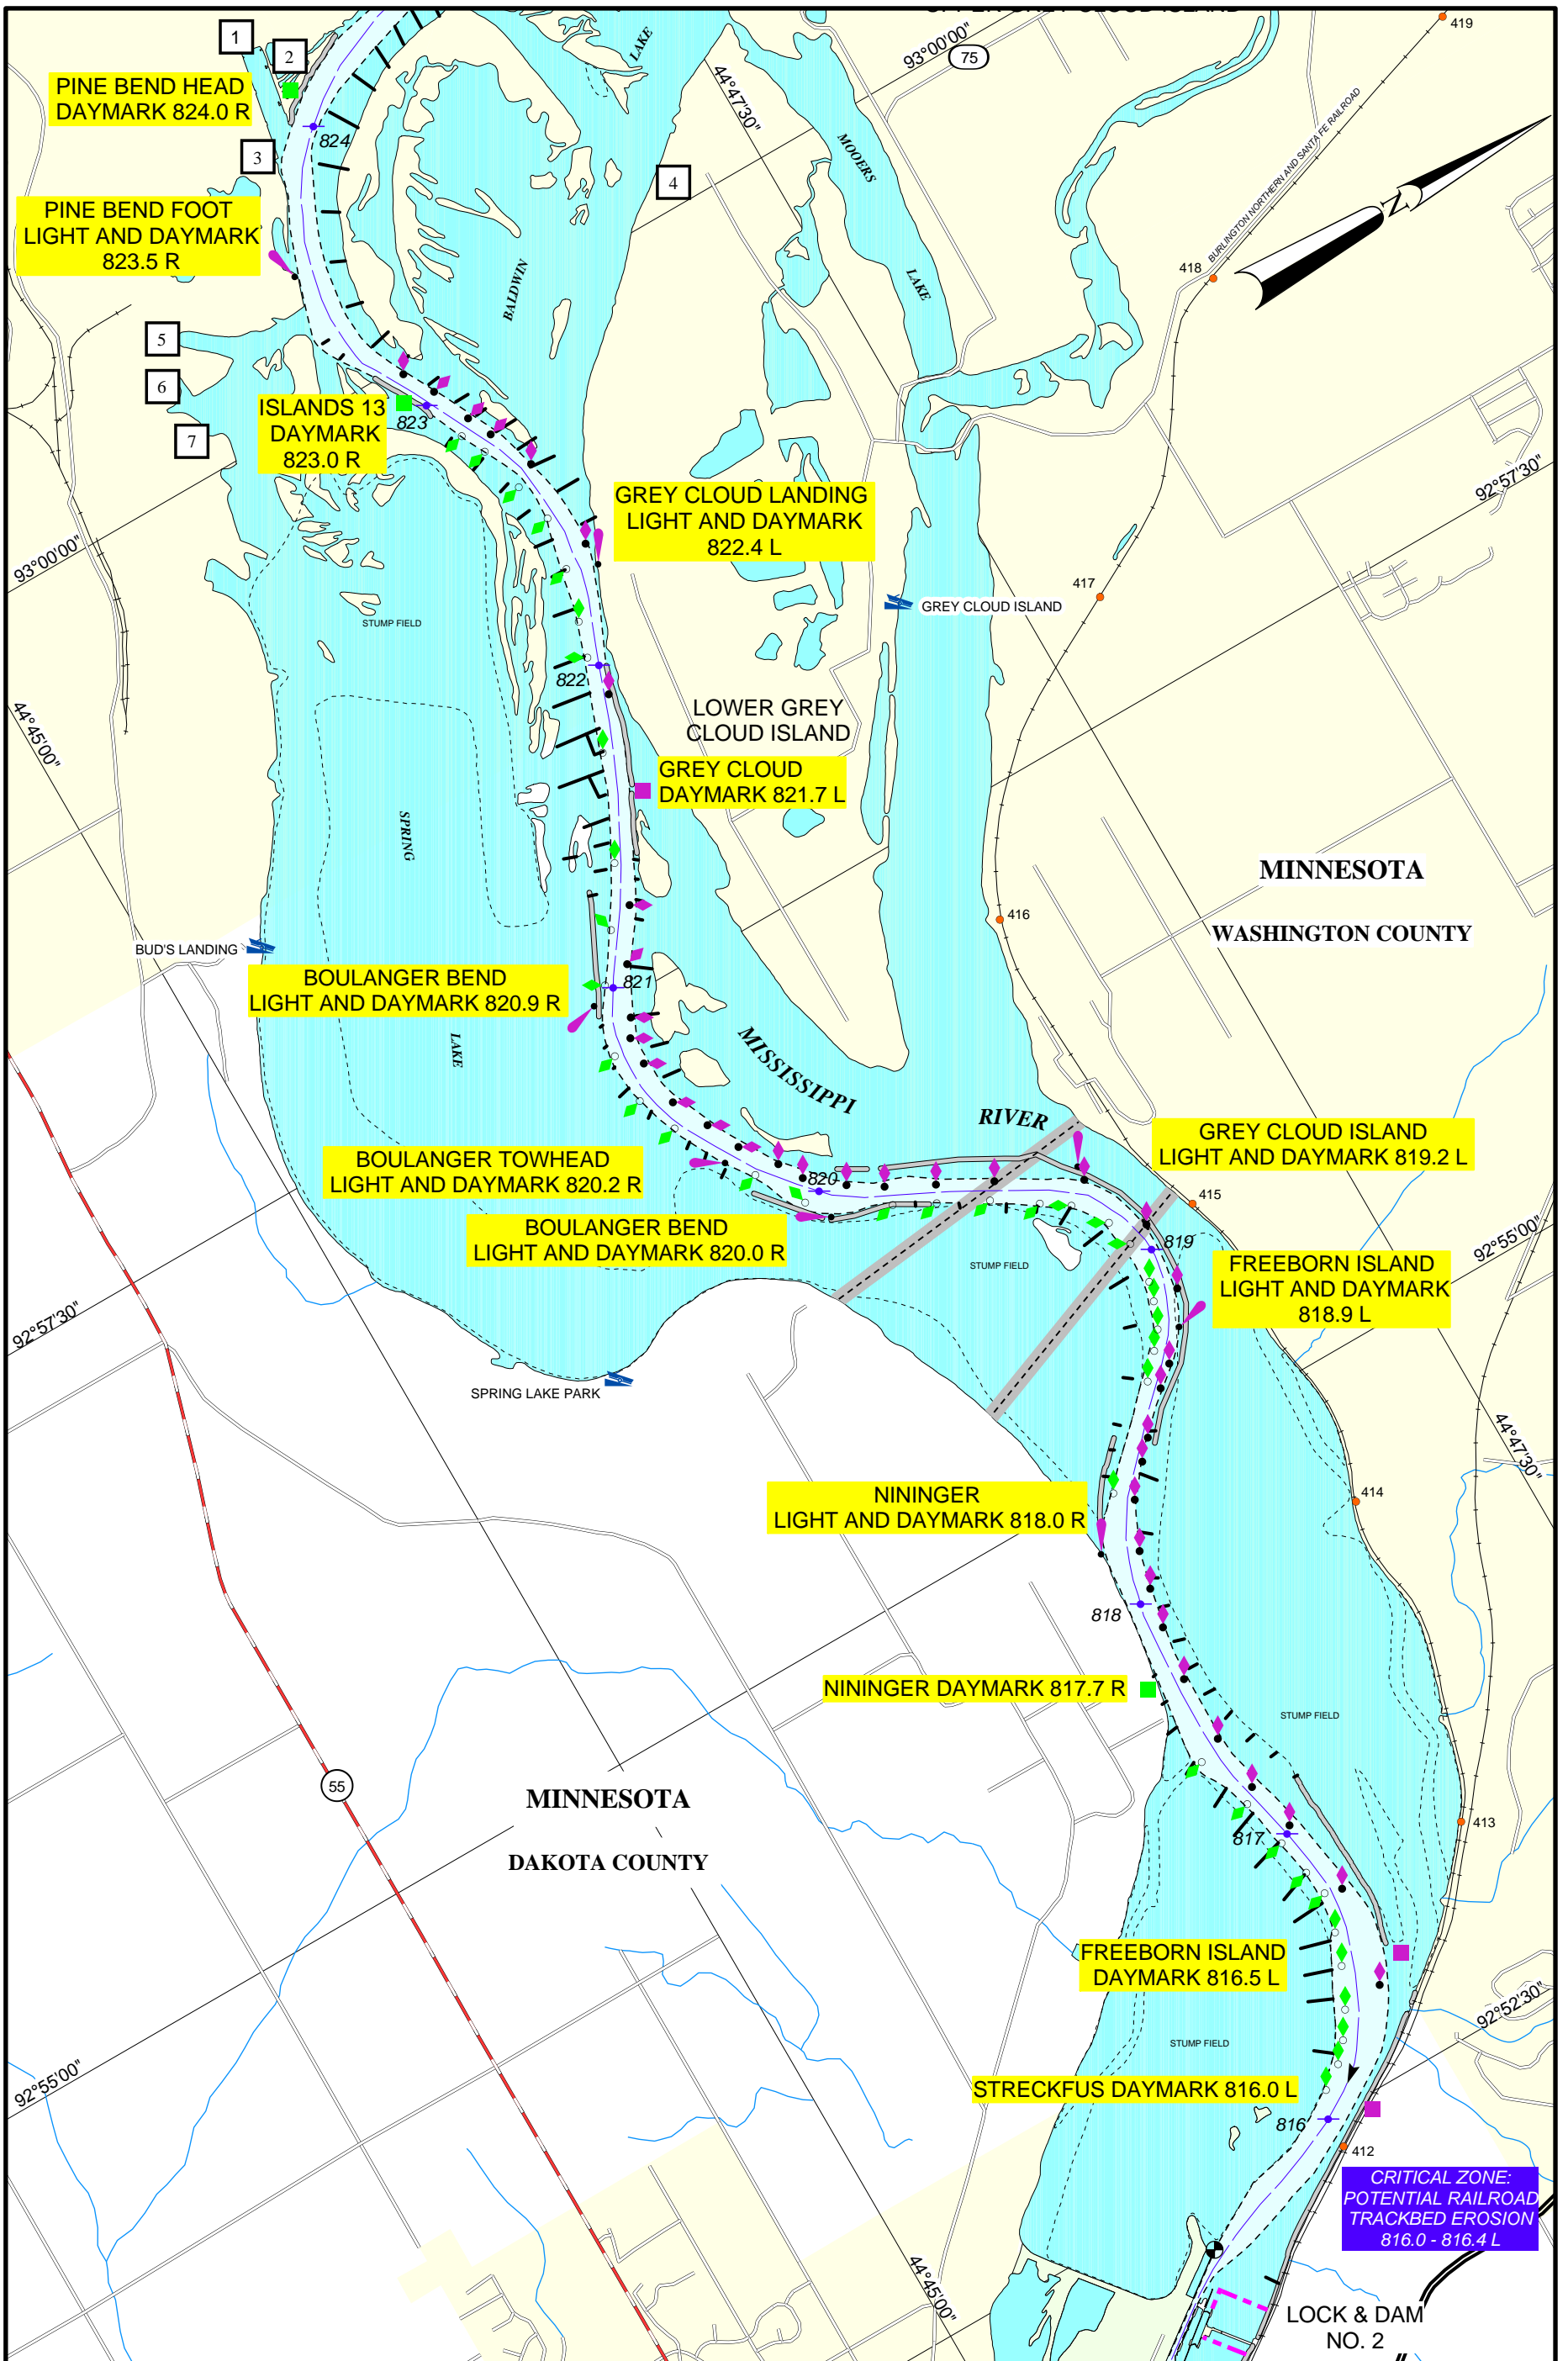 UPPER GREY CLOUD ISLAND
419
1
2
LAKE
93°00'00"
75
PINE BEND HEAD
DAYMARK 824.0 R
44°47'30"
824
3
MOOERS
LAKE
BURLINGTON NORTHERN AND SANTA FE RAILROAD
4
N
PINE BEND FOOT
LIGHT AND DAYMARK
823.5 R
BALDWIN
418
5
6
7
ISLANDS 13
DAYMARK
823.0 R
823
GREY CLOUD LANDING
LIGHT AND DAYMARK
822.4 L
92°57'30"
93°00'00"
417
GREY CLOUD ISLAND
STUMP FIELD
822
44°45'00"
LOWER GREY
CLOUD ISLAND
GREY CLOUD
DAYMARK 821.7 L
SPRING
LAKE
MINNESOTA
WASHINGTON COUNTY
416
BUD'S LANDING
BOULANGER BEND
LIGHT AND DAYMARK 820.9 R
821
MISSISSIPPI
RIVER
GREY CLOUD ISLAND
LIGHT AND DAYMARK 819.2 L
BOULANGER TOWHEAD
LIGHT AND DAYMARK 820.2 R
820
415
BOULANGER BEND
LIGHT AND DAYMARK 820.0 R
819
92°55'00"
STUMP FIELD
FREEBORN ISLAND
LIGHT AND DAYMARK
818.9 L
92°57'30"
SPRING LAKE PARK
44°47'30"
NININGER
LIGHT AND DAYMARK 818.0 R
414
818
NININGER DAYMARK 817.7 R
STUMP FIELD
55
MINNESOTA
DAKOTA COUNTY
817
413
FREEBORN ISLAND
DAYMARK 816.5 L
92°52'30"
STUMP FIELD
92°55'00"
STRECKFUS DAYMARK 816.0 L
816
412
CRITICAL ZONE:
POTENTIAL RAILROAD
TRACKBED EROSION
816.0 - 816.4 L
44°45'00"
LOCK & DAM
NO. 2